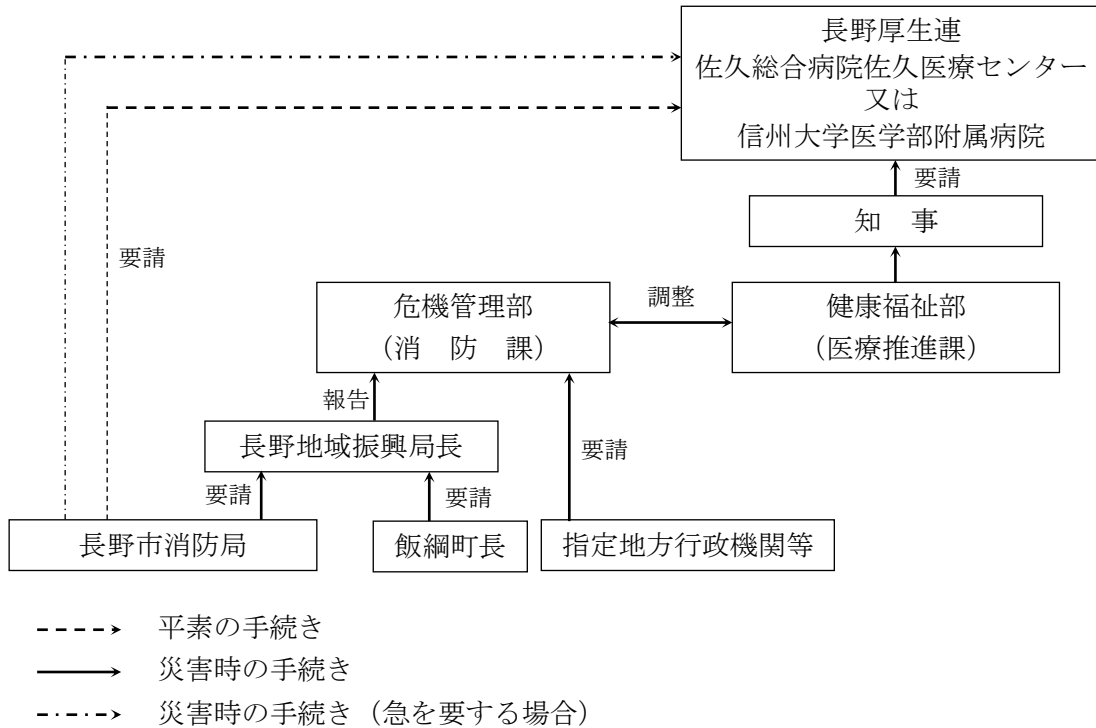 長野厚生連
佐久総合病院佐久医療センター
又は
信州大学医学部附属病院
要請
知　事
要請
危機管理部
（消　防　課）
調整
健康福祉部
（医療推進課）
報告
長野地域振興局長
要請
要請
要請
長野市消防局
飯綱町長
指定地方行政機関等
平素の手続き
災害時の手続き
災害時の手続き（急を要する場合）